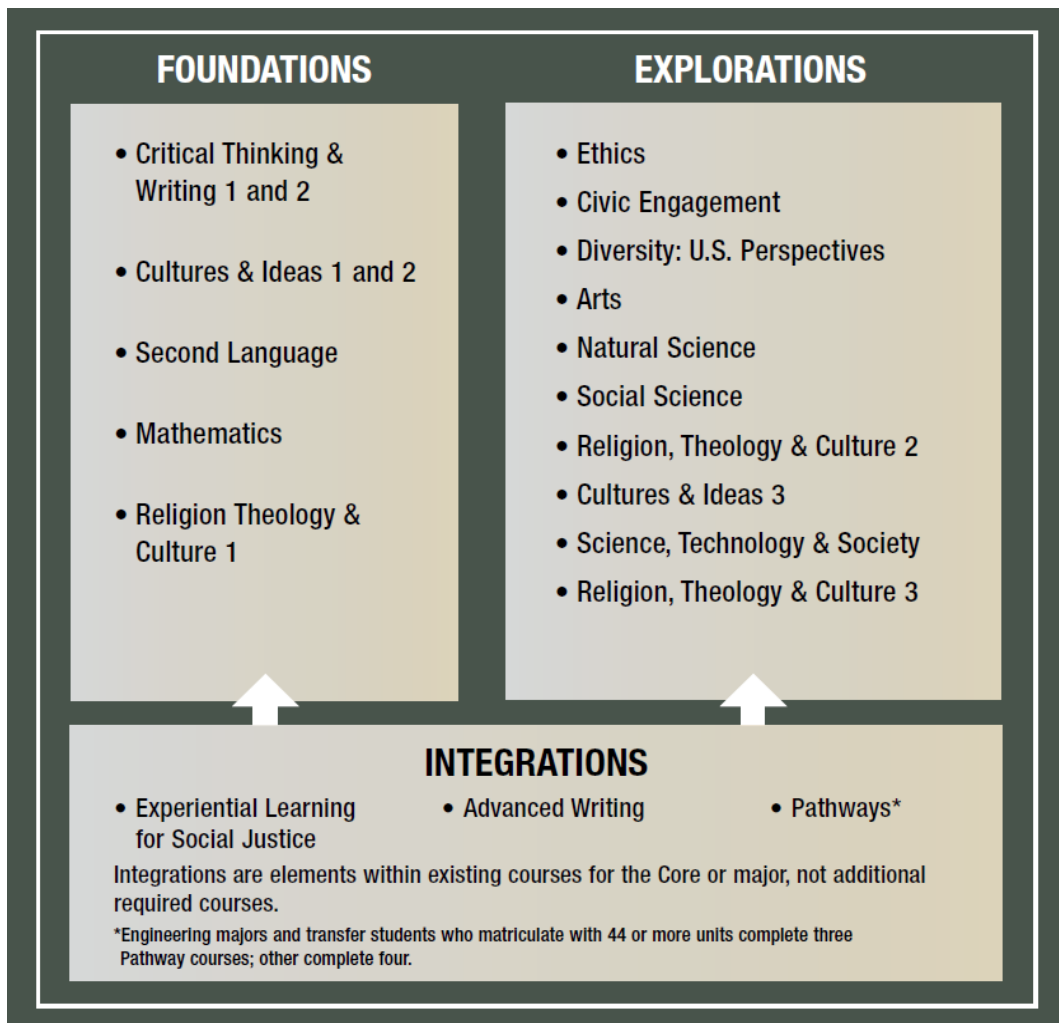 FOUNDATIONS
• Critical Thinking &
Writing 1 and 2
• Cultures & Ideas 1 and 2
• Second Language
• Mathematics
• Religion Theology &
Culture 1
EXPLORATIONS
• Ethics
• Civic Engagement
• Diversity: U.S. Perspectives
• Arts
• Natural Science
• Social Science
• Religion, Theology & Culture 2
• Cultures & Ideas 3
• Science, Technology & Society
• Religion, Theology & Culture 3
INTEGRATIONS
• Experiential Learning
for Social Justice
• Advanced Writing
• Pathways*
Integrations are elements within existing courses for the Core or major, not additional
required courses.
*Engineering majors and transfer students who matriculate with 44 or more units complete three
Pathway courses; other complete four.